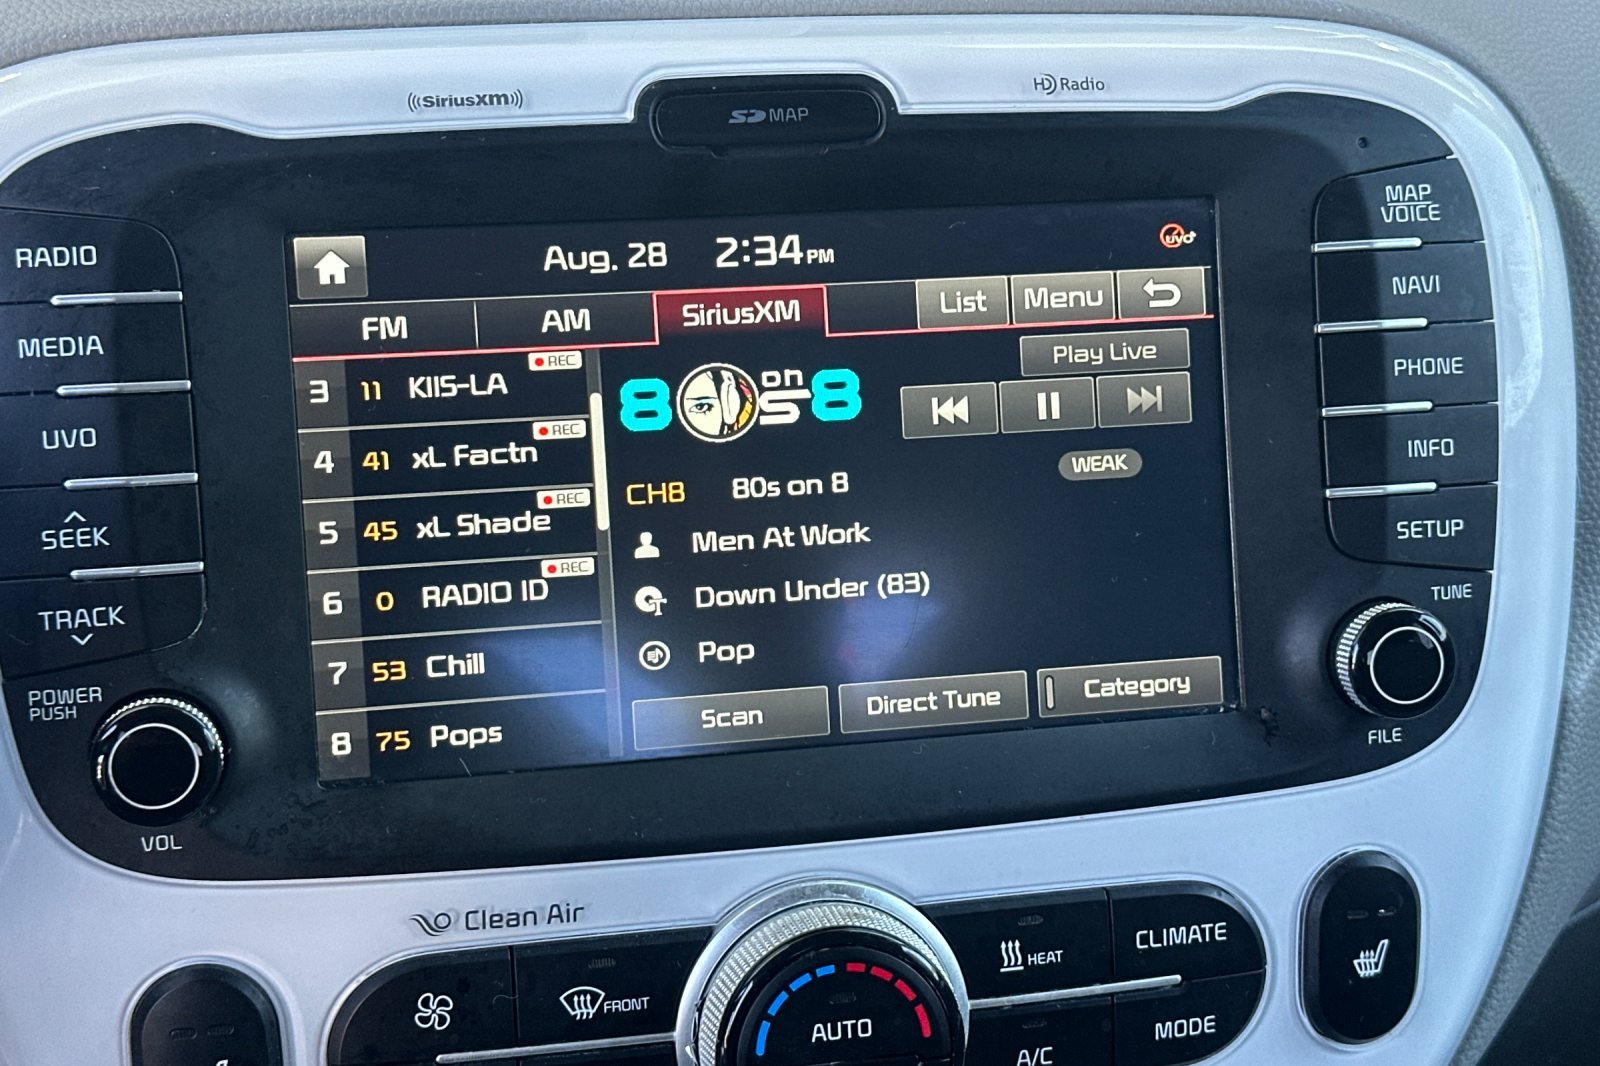 SiriusXM
SD MAP
HD Radio
RADIO
MEDIA
UVO
SEEK
TRACK
POWER
PUSH
VOL
Aug. 28 2:34 PM
UVO+
FM AM SiriusXM List Menu
REC
3 11 KIIS-LA
REC
4 41 xL Factn
REC
5 45 xL Shade
REC
6 0 RADIO ID
7 53 Chill
8 75 Pops
80s on 8
Play Live
WEAK
CH8 80s on 8
Men At Work
Down Under (83)
Pop
Scan Direct Tune Category
MAP
VOICE
NAVI
PHONE
INFO
SETUP
TUNE
FILE
Clean Air
FRONT
AUTO
HEAT
CLIMATE
A/C
MODE